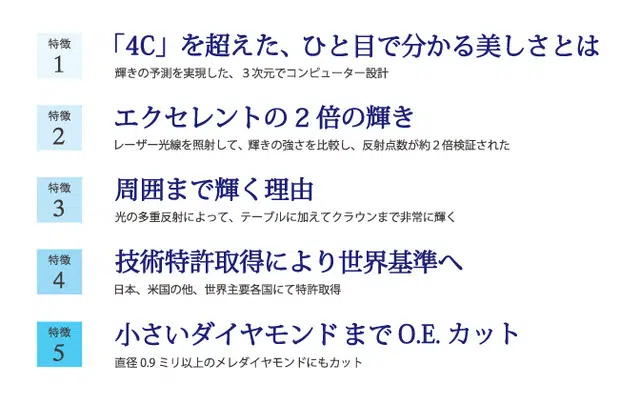 特徴
1
「4C」を超えた、ひと目で分かる美しさとは
輝きの予測を実現した、3次元でコンピューター設計
特徴
2
エクセレントの2倍の輝き
レーザー光線を照射して、輝きの強さを比較し、反射点数が約2倍検証された
特徴
3
周囲まで輝く理由
光の多重反射によって、テーブルに加えてクラウンまで非常に輝く
特徴
4
技術特許取得により世界基準へ
日本、米国の他、世界主要各国にて特許取得
特徴
5
小さいダイヤモンドまでO.E.カット
直径0.9ミリ以上のメレダイヤモンドにもカット